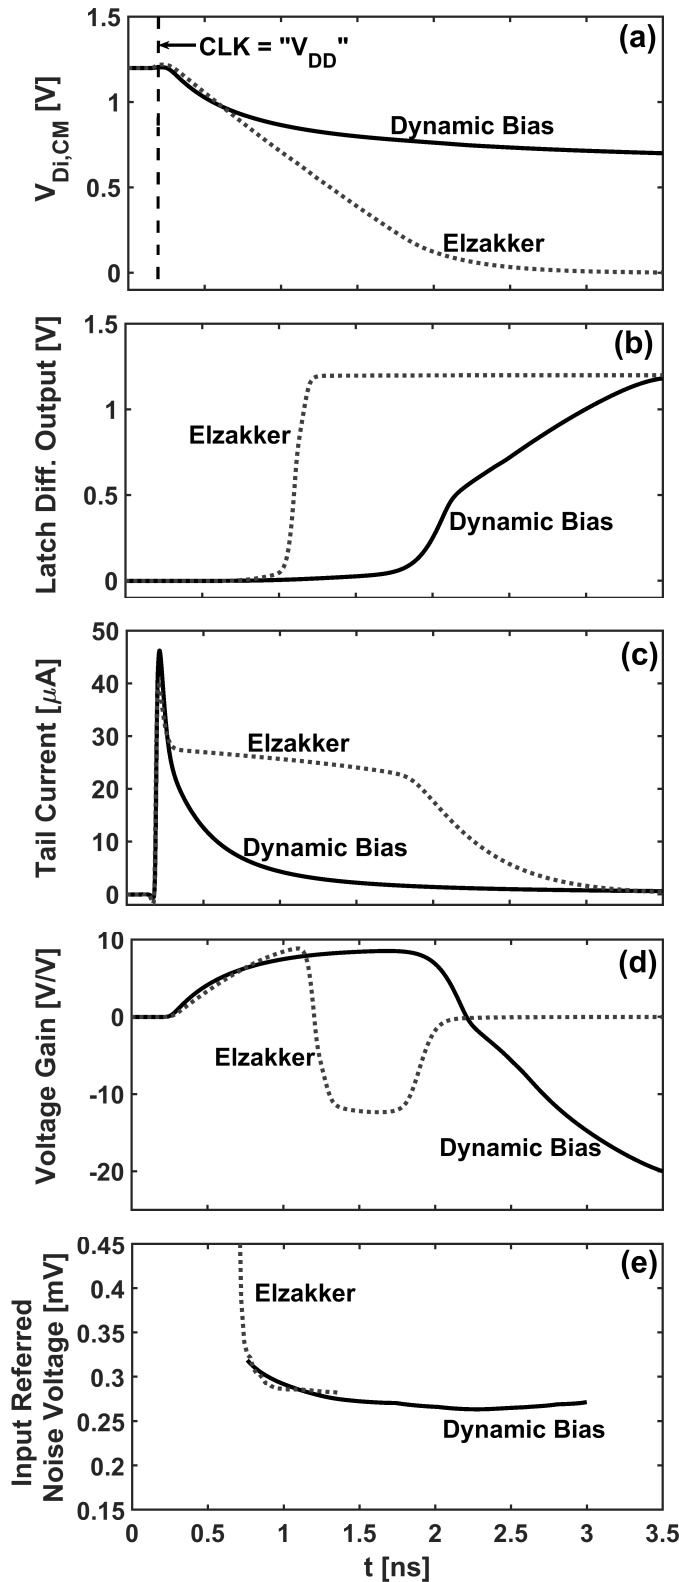 1.5
(a)
CLK = "V_DD"
1
V_Di,CM [V]
Dynamic Bias
0.5
Elzakker
0
1.5
(b)
Latch Diff. Output [V]
1
Elzakker
0.5
Dynamic Bias
0
50
(c)
Tail Current [μA]
40
30
Elzakker
20
10
Dynamic Bias
0
10
(d)
Voltage Gain [V/V]
0
Elzakker
-10
Dynamic Bias
-20
0.45
(e)
Input Referred
Noise Voltage [mV]
0.4
Elzakker
0.35
0.3
0.25
Dynamic Bias
0.2
0.15
0 0.5 1 1.5 2 2.5 3 3.5
t [ns]